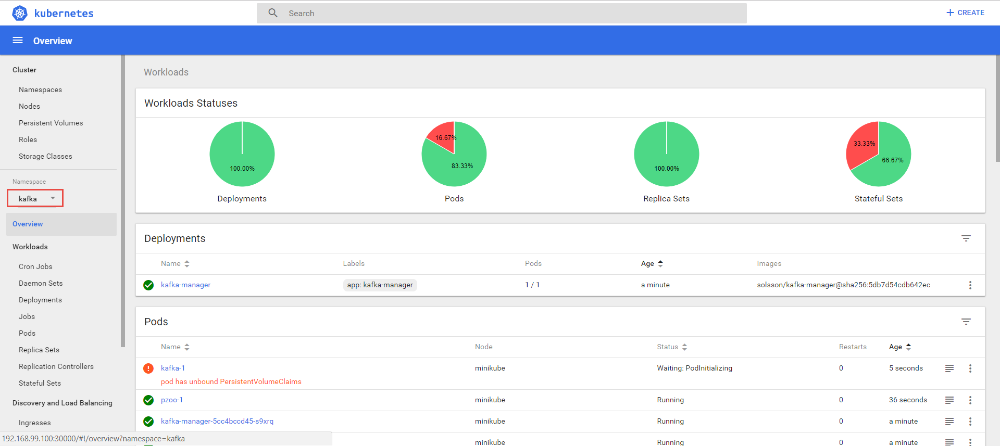 kubernetes
Search
CREATE
Overview
Cluster
Namespaces
Nodes
Persistent Volumes
Roles
Storage Classes
Namespace
kafka
Overview
Workloads
Cron Jobs
Daemon Sets
Deployments
Jobs
Pods
Replica Sets
Replication Controllers
Stateful Sets
Discovery and Load Balancing
Ingresses
192.168.99.100:30000/#!/overview?namespace=kafka
Workloads
Workloads Statuses
100.00%
16.67%
83.33%
100.00%
33.33%
66.67%
Deployments Pods Replica Sets Stateful Sets
Deployments
Name Labels Pods Age Images
kafka-manager app: kafka-manager 1 / 1 a minute solsson/kafka-manager@sha256:5db7d54cdb642ec
Pods
Name Node Status Restarts Age
kafka-1 minikube Waiting: PodInitializing 0 5 seconds
pod has unbound PersistentVolumeClaims
pzoo-1 minikube Running 0 36 seconds
kafka-manager-5cc4bccd45-s9xrq minikube Running 0 a minute
minikube Running 0 a minute